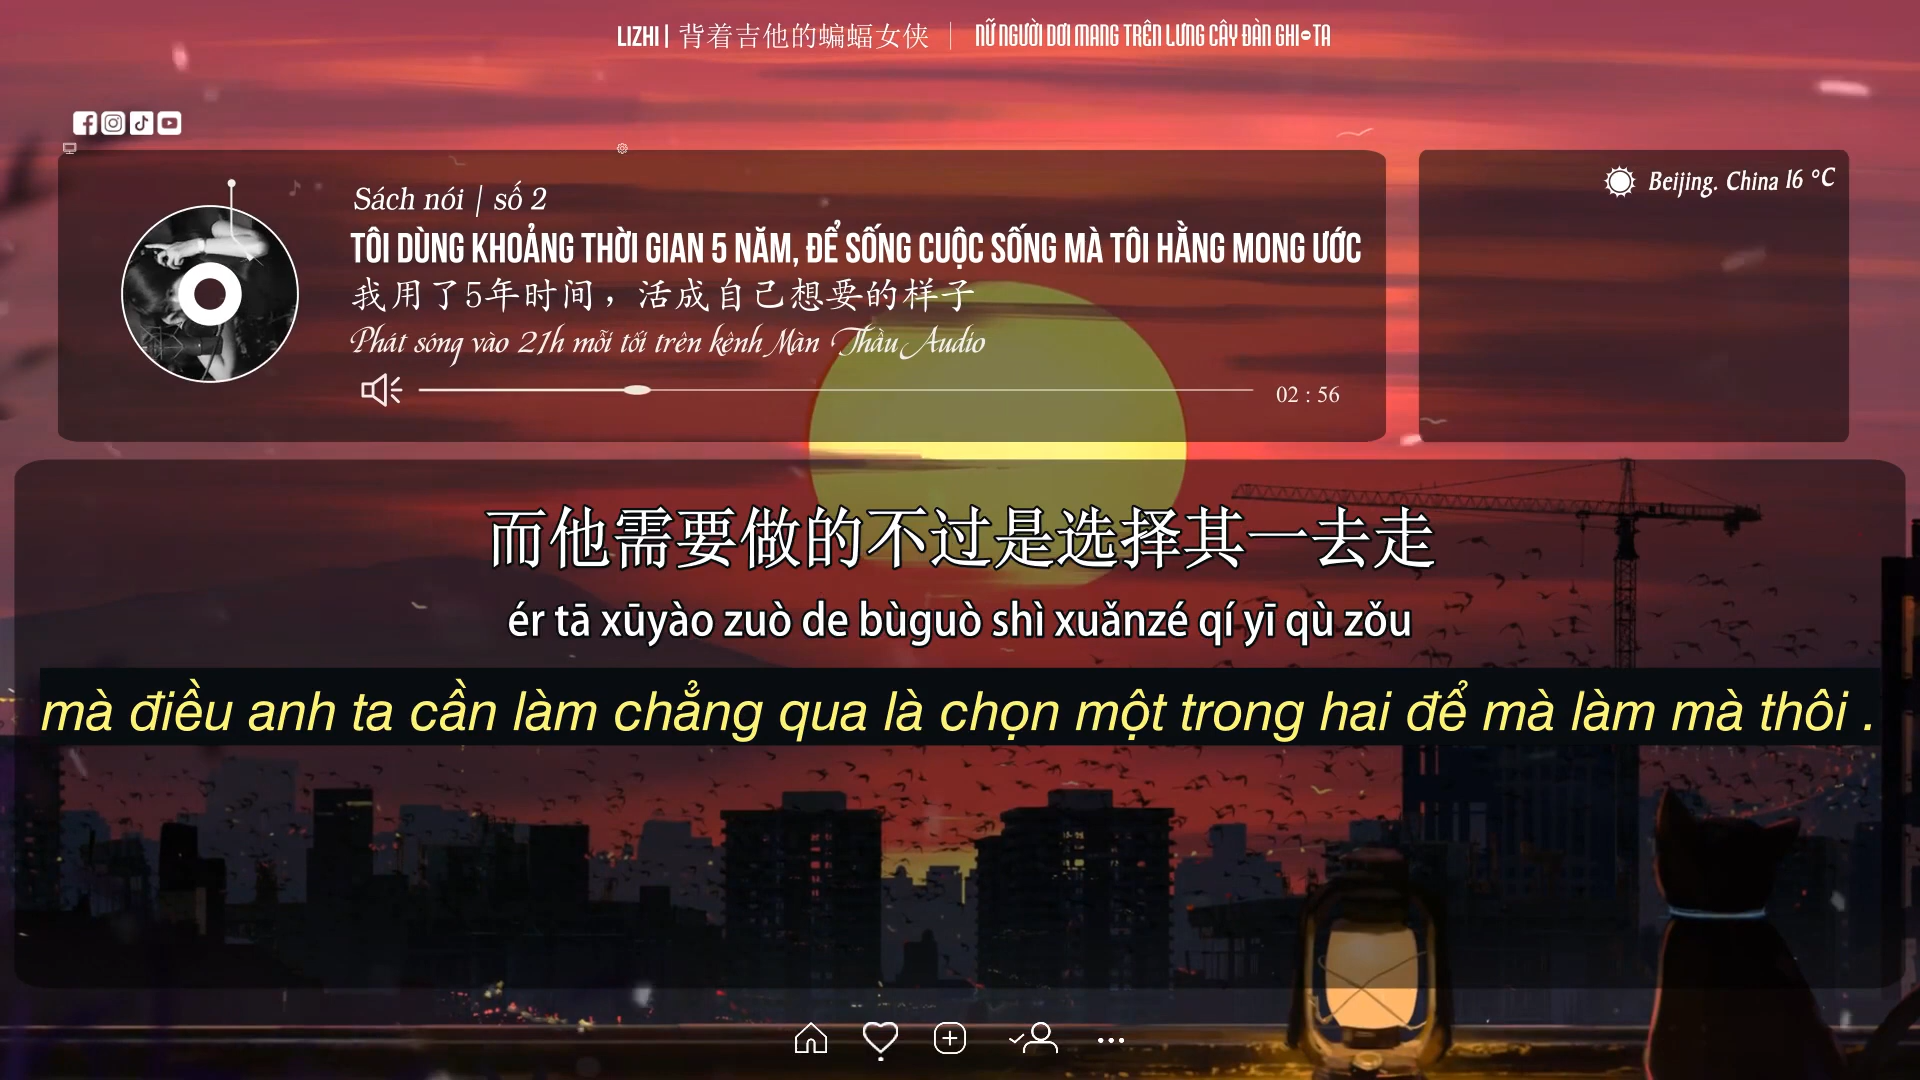 LIZHI | 背着吉他的蝙蝠女侠 | NỮ NGƯỜI DƠI MANG TRÊN LƯNG CÂY ĐÀN GHI-TA
Beijing. China 16 °C
Sách nói | số 2
TÔI DÙNG KHOẢNG THỜI GIAN 5 NĂM, ĐỂ SỐNG CUỘC SỐNG MÀ TÔI HẰNG MONG ƯỚC
我用了5年时间，活成自己想要的样子
Phát sóng vào 21h mỗi tối trên kênh Màn Thầu Audio
02 : 56
而他需要做的不过是选择其一去走
ér tā xūyào zuò de bùguò shì xuǎnzé qí yī qù zǒu
mà điều anh ta cần làm chẳng qua là chọn một trong hai để mà làm mà thôi .